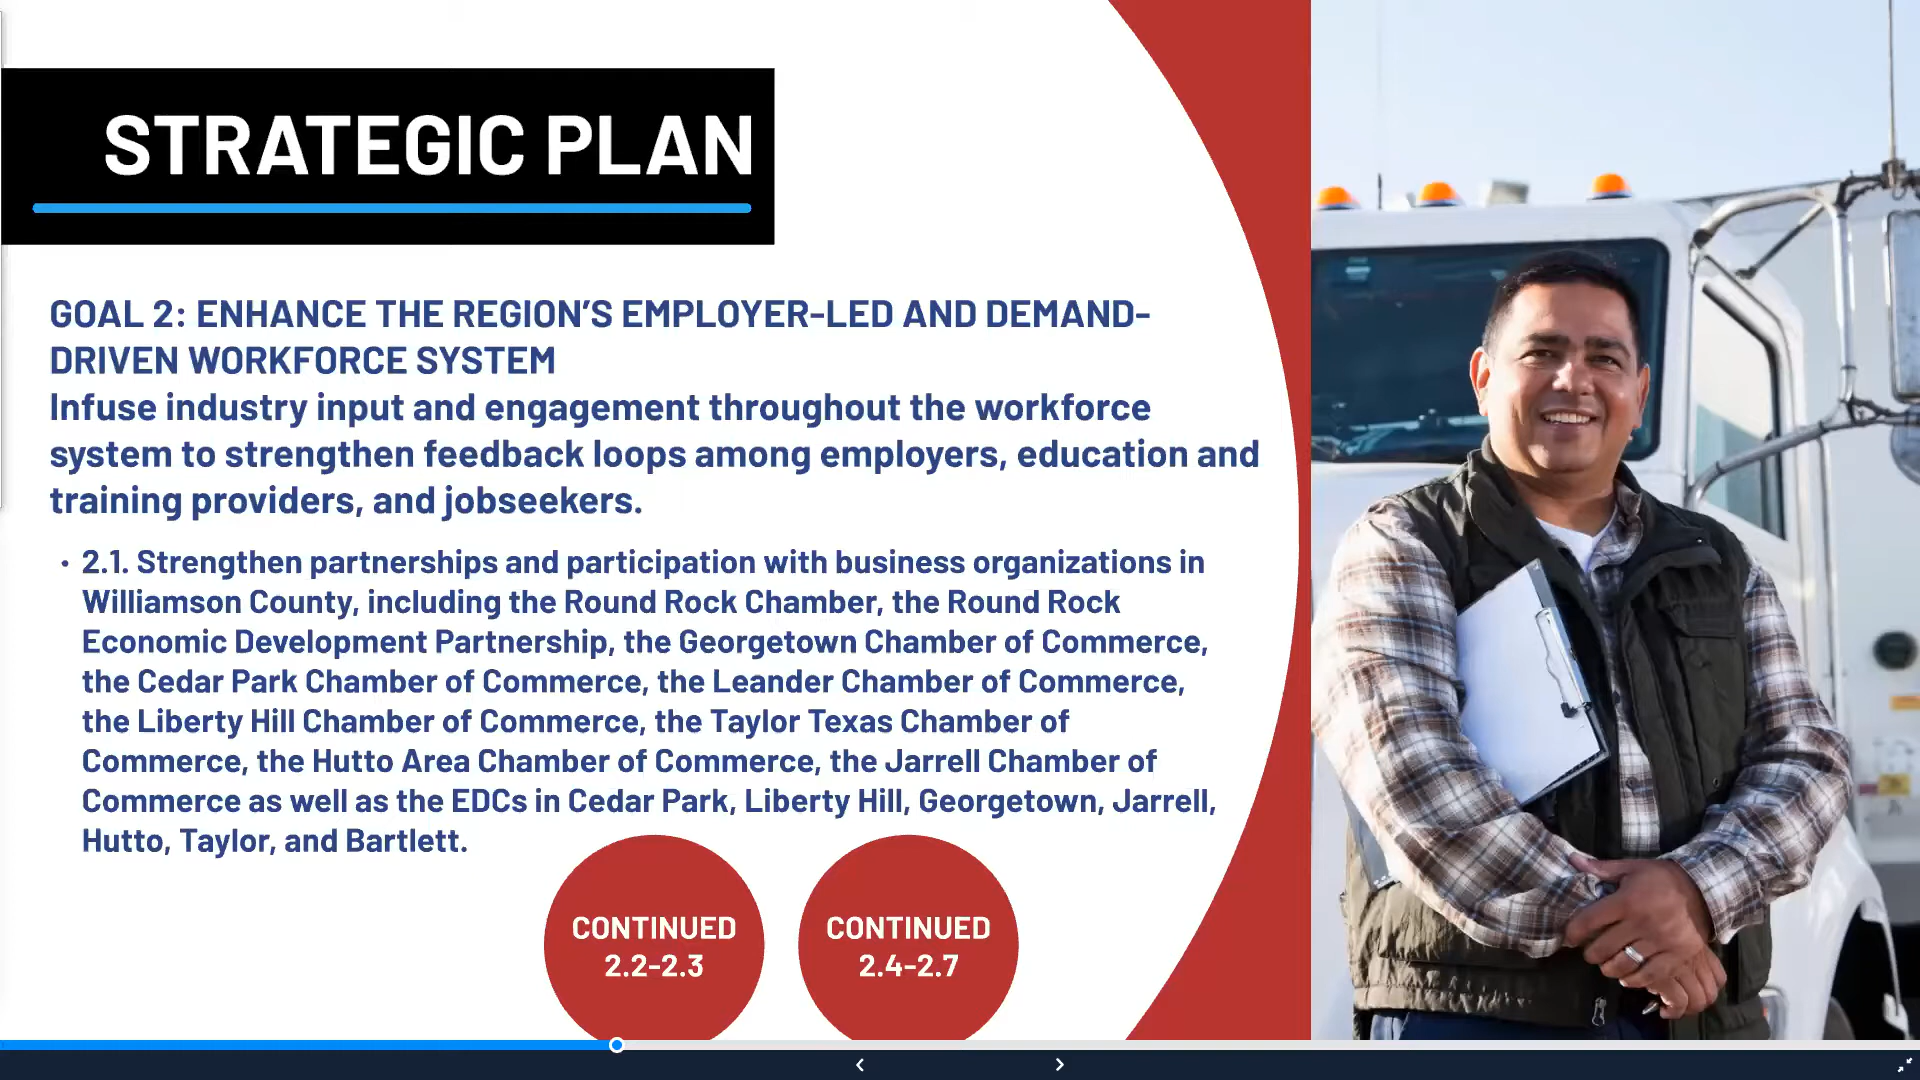 STRATEGIC PLAN
GOAL 2: ENHANCE THE REGION’S EMPLOYER-LED AND DEMAND-
DRIVEN WORKFORCE SYSTEM
Infuse industry input and engagement throughout the workforce
system to strengthen feedback loops among employers, education and
training providers, and jobseekers.
• 2.1. Strengthen partnerships and participation with business organizations in
Williamson County, including the Round Rock Chamber, the Round Rock
Economic Development Partnership, the Georgetown Chamber of Commerce,
the Cedar Park Chamber of Commerce, the Leander Chamber of Commerce,
the Liberty Hill Chamber of Commerce, the Taylor Texas Chamber of
Commerce, the Hutto Area Chamber of Commerce, the Jarrell Chamber of
Commerce as well as the EDCs in Cedar Park, Liberty Hill, Georgetown, Jarrell,
Hutto, Taylor, and Bartlett.
CONTINUED
2.2-2.3
CONTINUED
2.4-2.7